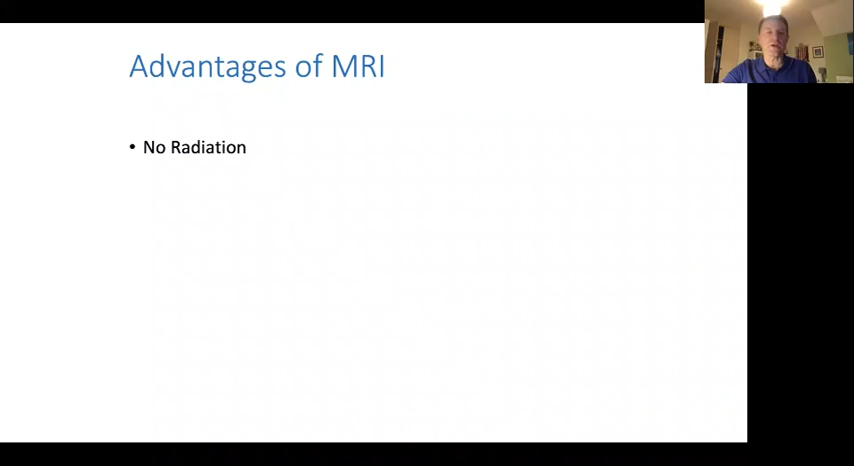 Advantages of MRI
• No Radiation